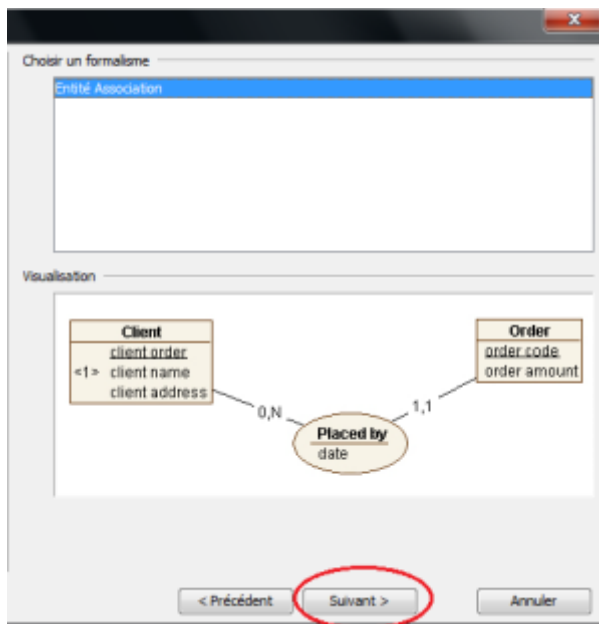 Choisir un formalisme
Entité Association
Visualisation
Client
client order
<1> client name
client address
Order
order code
order amount
0,N
1,1
Placed by
date
< Précédent
Suivant >
Annuler